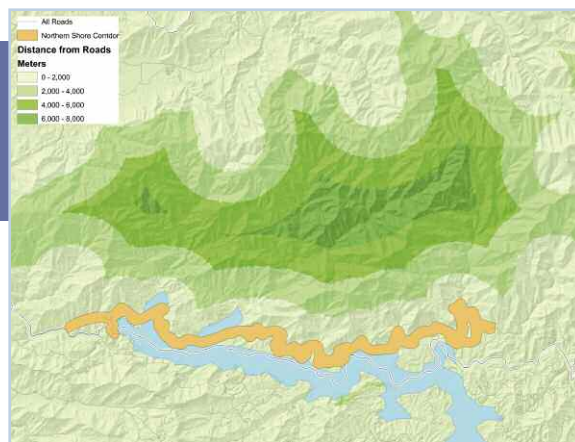 All Roads
Northern Shore Corridor
Distance from Roads
Meters
0 - 2,000
2,000 - 4,000
4,000 - 6,000
6,000 - 8,000